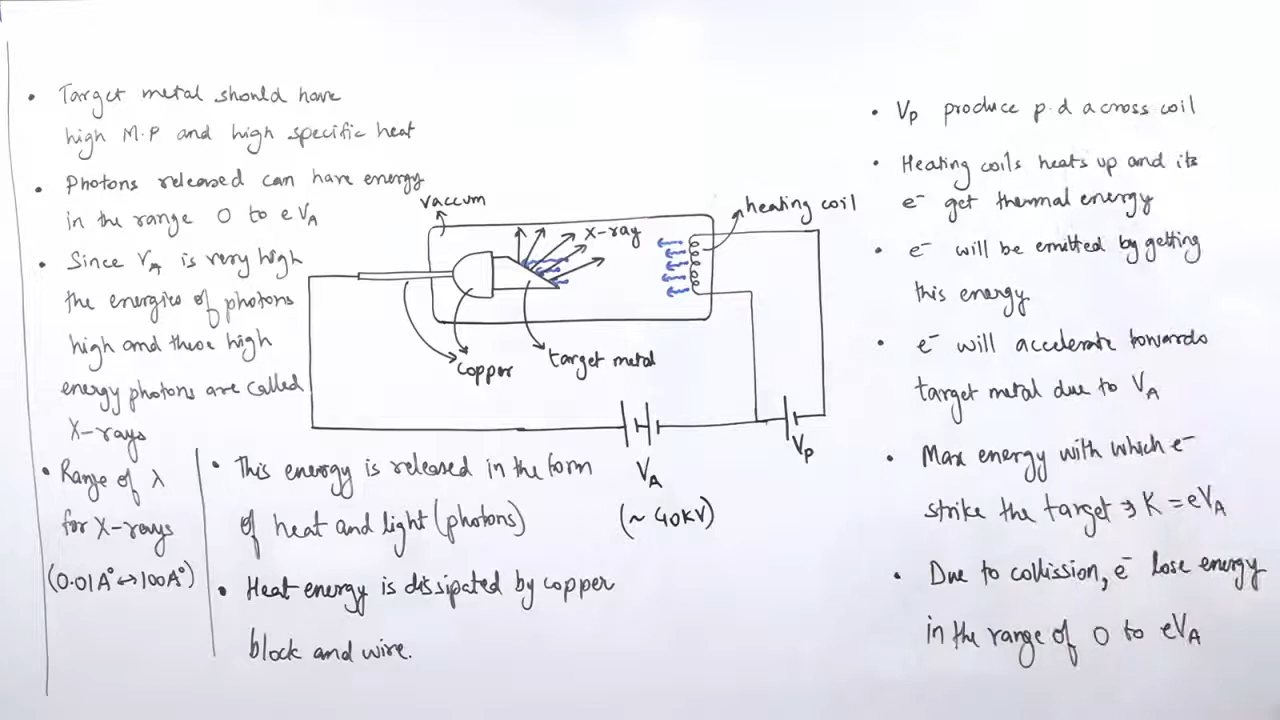 • Target metal should have
high M.P and high specific heat
• Photons released can have energy
in the range 0 to eVA
• Since VA is very high
the energies of photons
high and these high
energy photons are called
X-rays
• Range of λ
for X-rays
(0.01A° ↔ 100A°)
vaccum
x-ray
heating coil
copper
target metal
VA
(~ 40KV)
Vp
• This energy is released in the form
of heat and light (photons)
• Heat energy is dissipated by copper
block and wire.
• Vp produce p.d across coil
• Heating coils heats up and its
e- get thermal energy
• e- will be emitted by getting
this energy
• e- will accelerate towards
target metal due to VA
• Max energy with which e-
strike the target → K = eVA
• Due to collission, e- lose energy
in the range of 0 to eVA